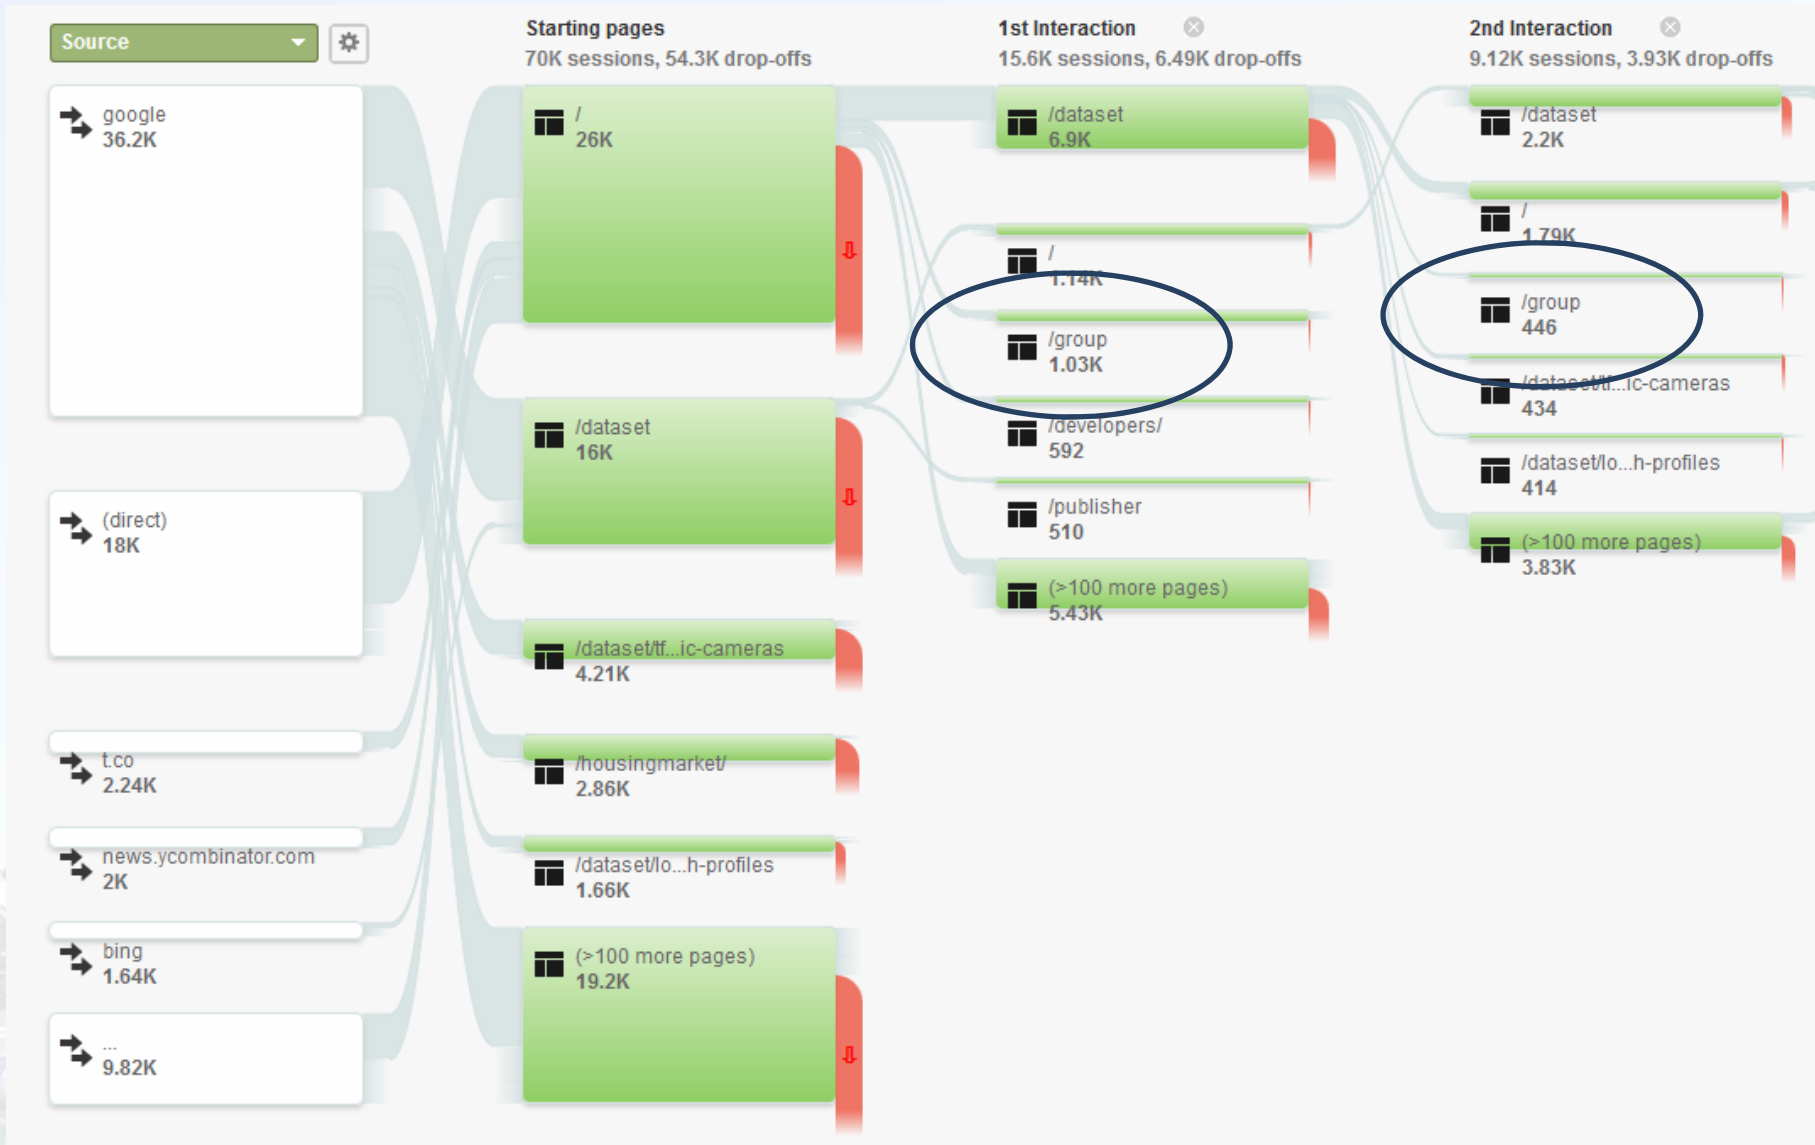 Source
google
36.2K
(direct)
18K
t.co
2.24K
news.ycombinator.com
2K
bing
1.64K
...
9.82K
Starting pages
70K sessions, 54.3K drop-offs
/
26K
/dataset
16K
/dataset/tf...ic-cameras
4.21K
/housingmarket/
2.86K
/dataset/lo...h-profiles
1.66K
(>100 more pages)
19.2K
1st Interaction
15.6K sessions, 6.49K drop-offs
/dataset
6.9K
/
1.14K
/group
1.03K
/developers/
592
/publisher
510
(>100 more pages)
5.43K
2nd Interaction
9.12K sessions, 3.93K drop-offs
/dataset
2.2K
/
1.79K
/group
446
/dataset/tf...ic-cameras
434
/dataset/lo...h-profiles
414
(>100 more pages)
3.83K